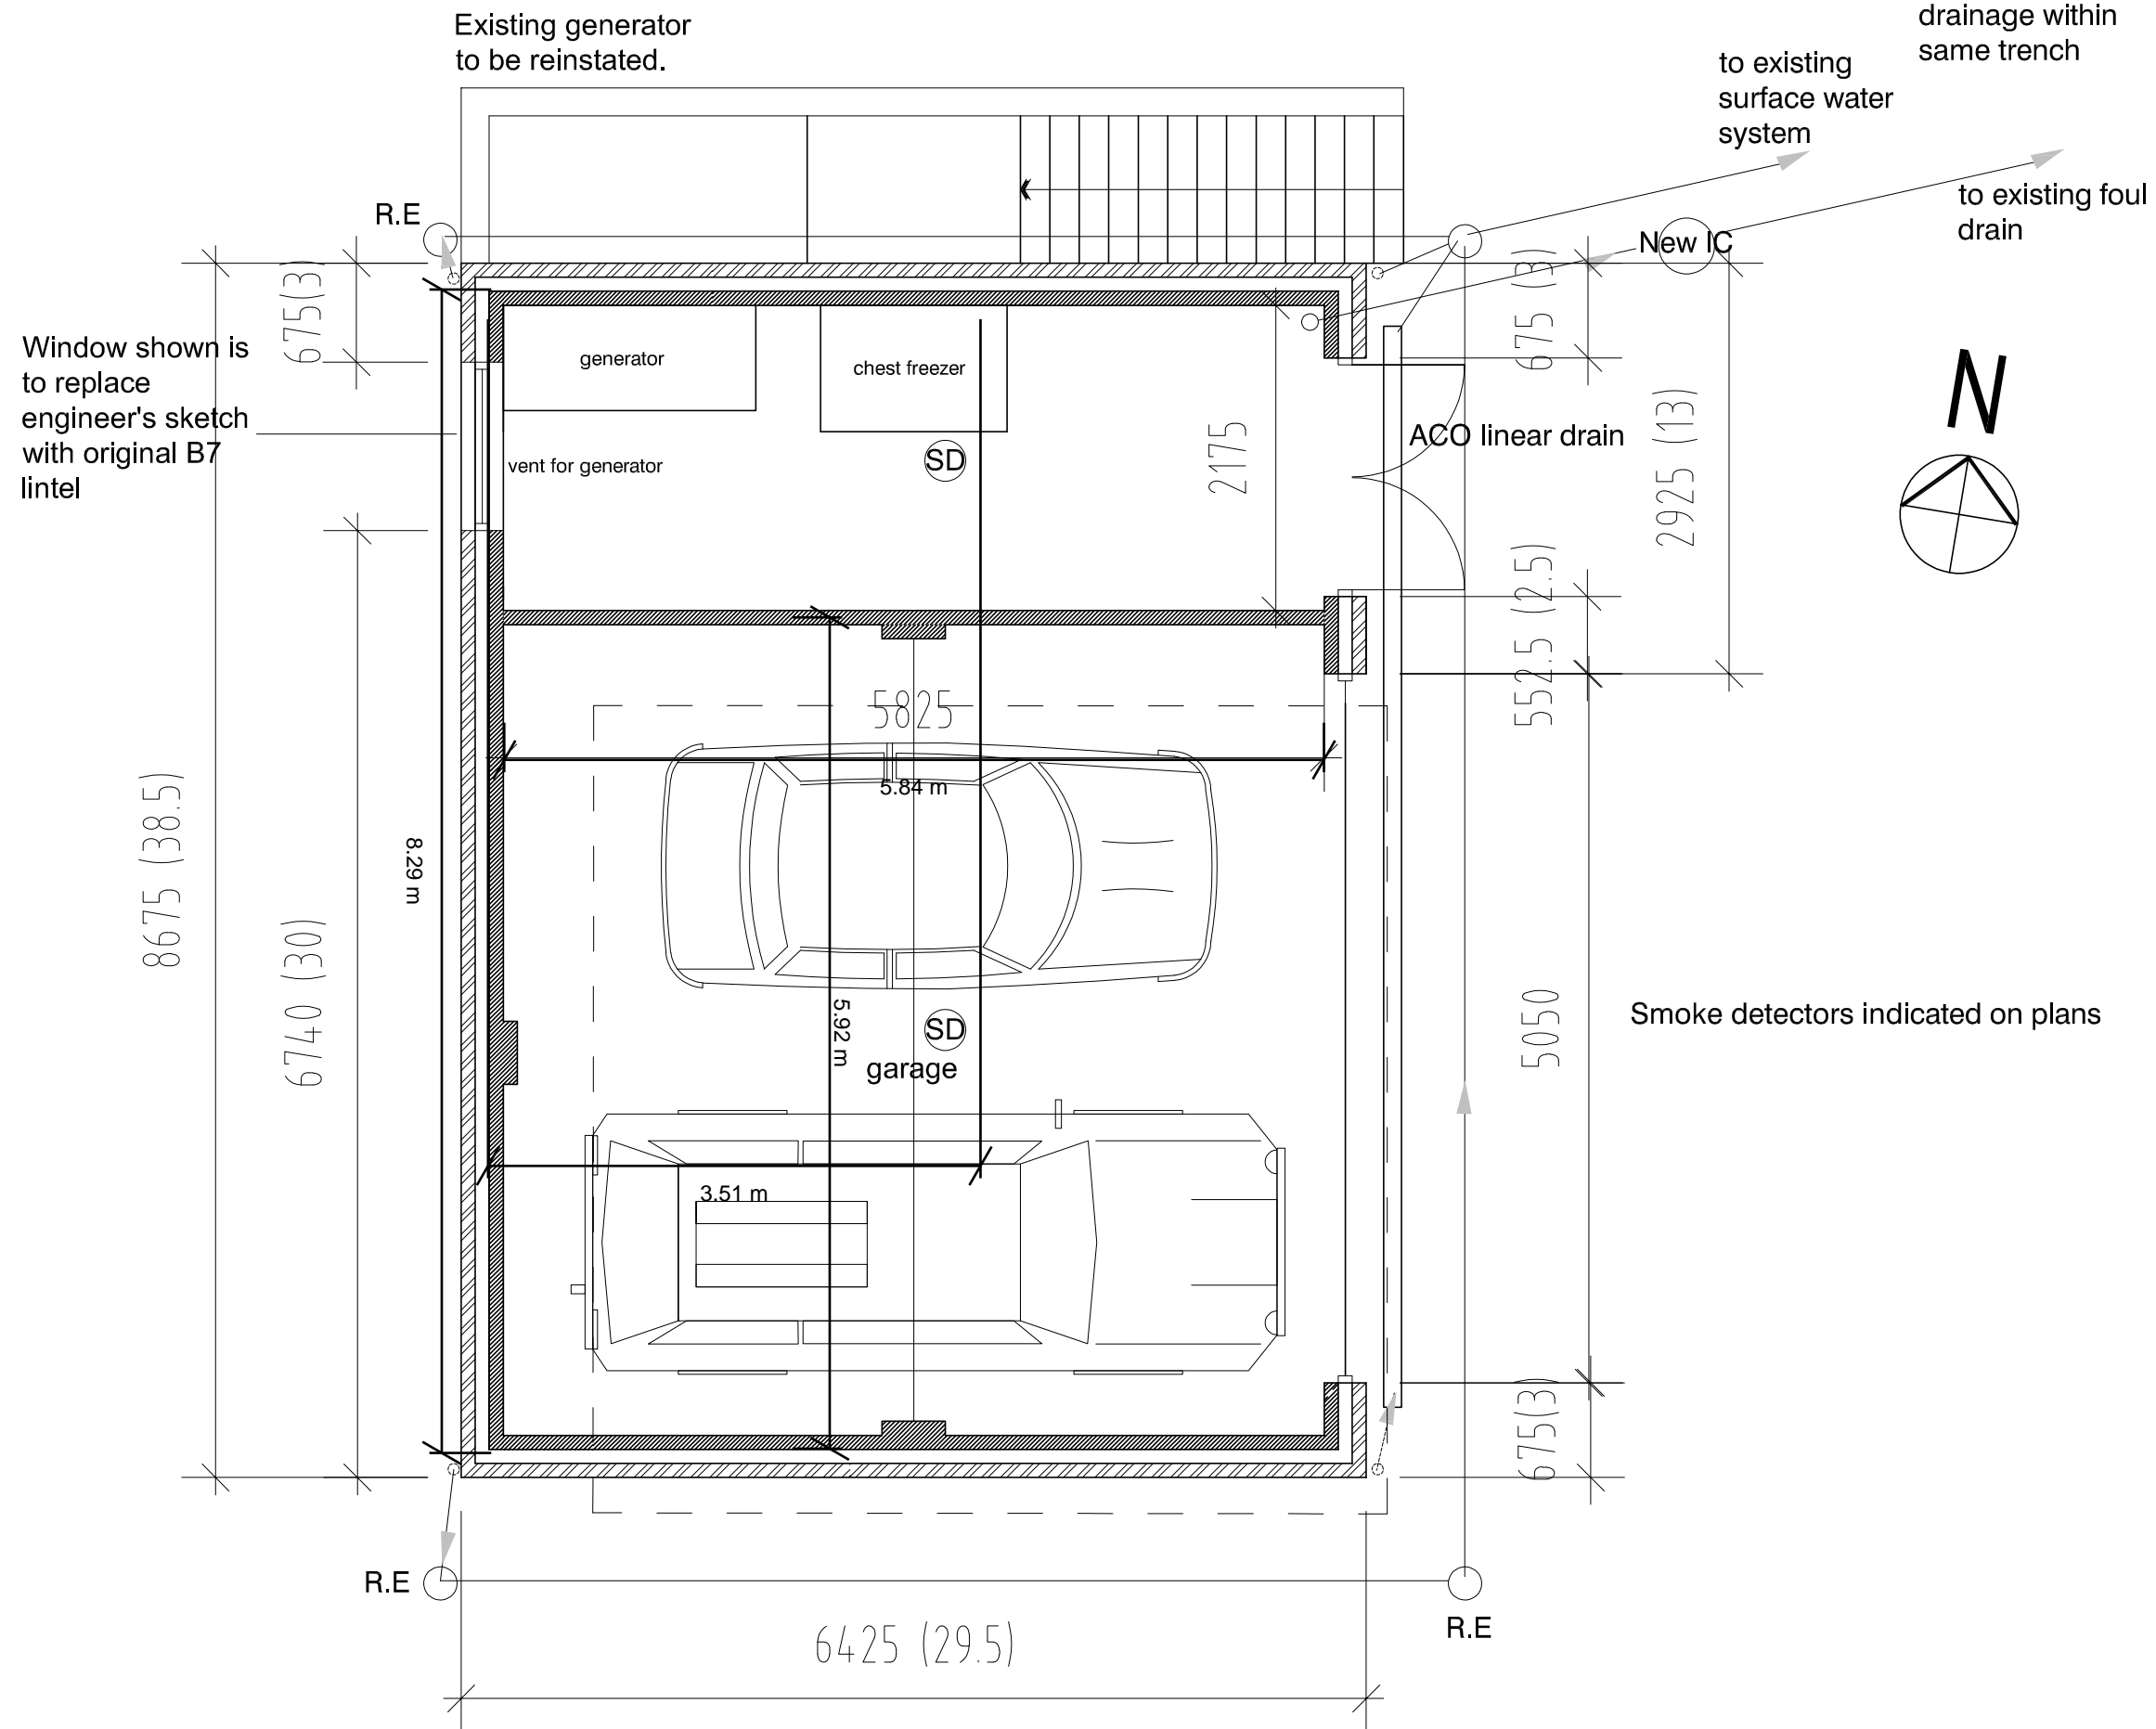 Existing generator
to be reinstated.
drainage within
same trench
to existing
surface water
system
to existing foul
drain
R.E
New IC
675(3)
675 (3)
Window shown is
to replace
engineer's sketch
with original B7
lintel
generator
chest freezer
vent for generator
SD
2175
ACO linear drain
2925 (13)
N
552.5 (2.5)
5825
5.84 m
8675 (38.5)
8.29 m
6740 (30)
5.92 m
SD
garage
5050
Smoke detectors indicated on plans
3.51 m
675(3)
R.E
R.E
6425 (29.5)